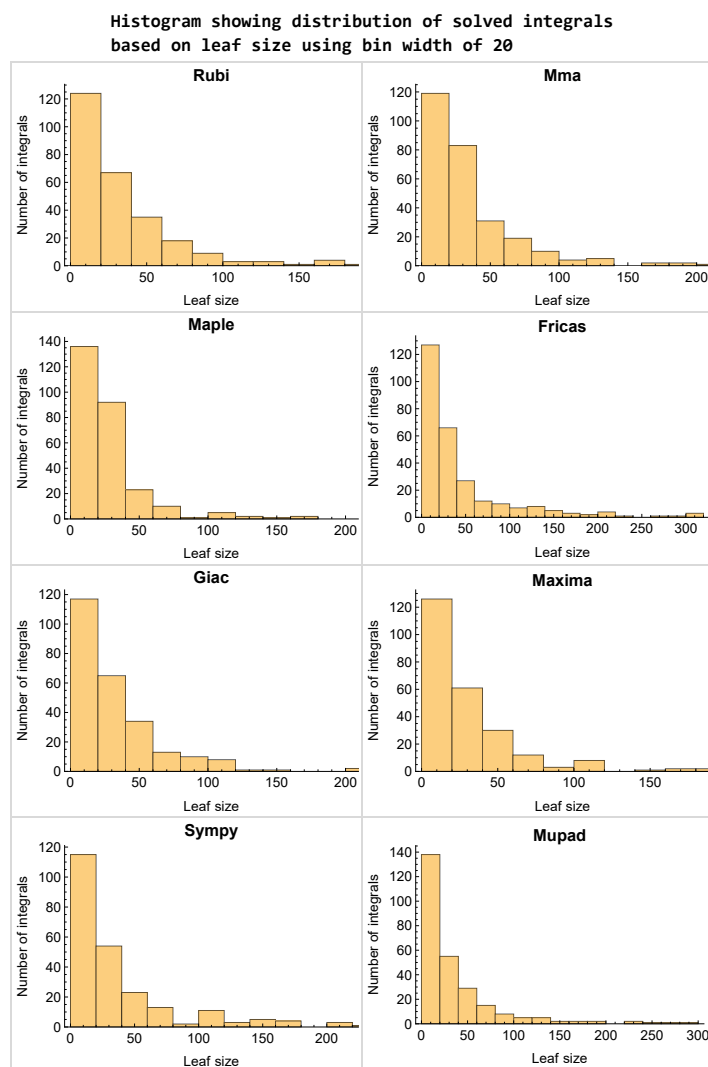 Histogram showing distribution of solved integrals
based on leaf size using bin width of 20
Rubi
Number of integrals
120
100
80
60
40
20
0
0 50 100 150
Leaf size
Mma
Number of integrals
120
100
80
60
40
20
0
0 50 100 150 200
Leaf size
Maple
Number of integrals
140
120
100
80
60
40
20
0
0 50 100 150 200
Leaf size
Fricas
Number of integrals
120
100
80
60
40
20
0
0 50 100 150 200 250 300
Leaf size
Giac
Number of integrals
120
100
80
60
40
20
0
0 50 100 150 200
Leaf size
Maxima
Number of integrals
120
100
80
60
40
20
0
0 50 100 150
Leaf size
Sympy
Number of integrals
120
100
80
60
40
20
0
0 50 100 150 200
Leaf size
Mupad
Number of integrals
140
120
100
80
60
40
20
0
0 50 100 150 200 250 300
Leaf size